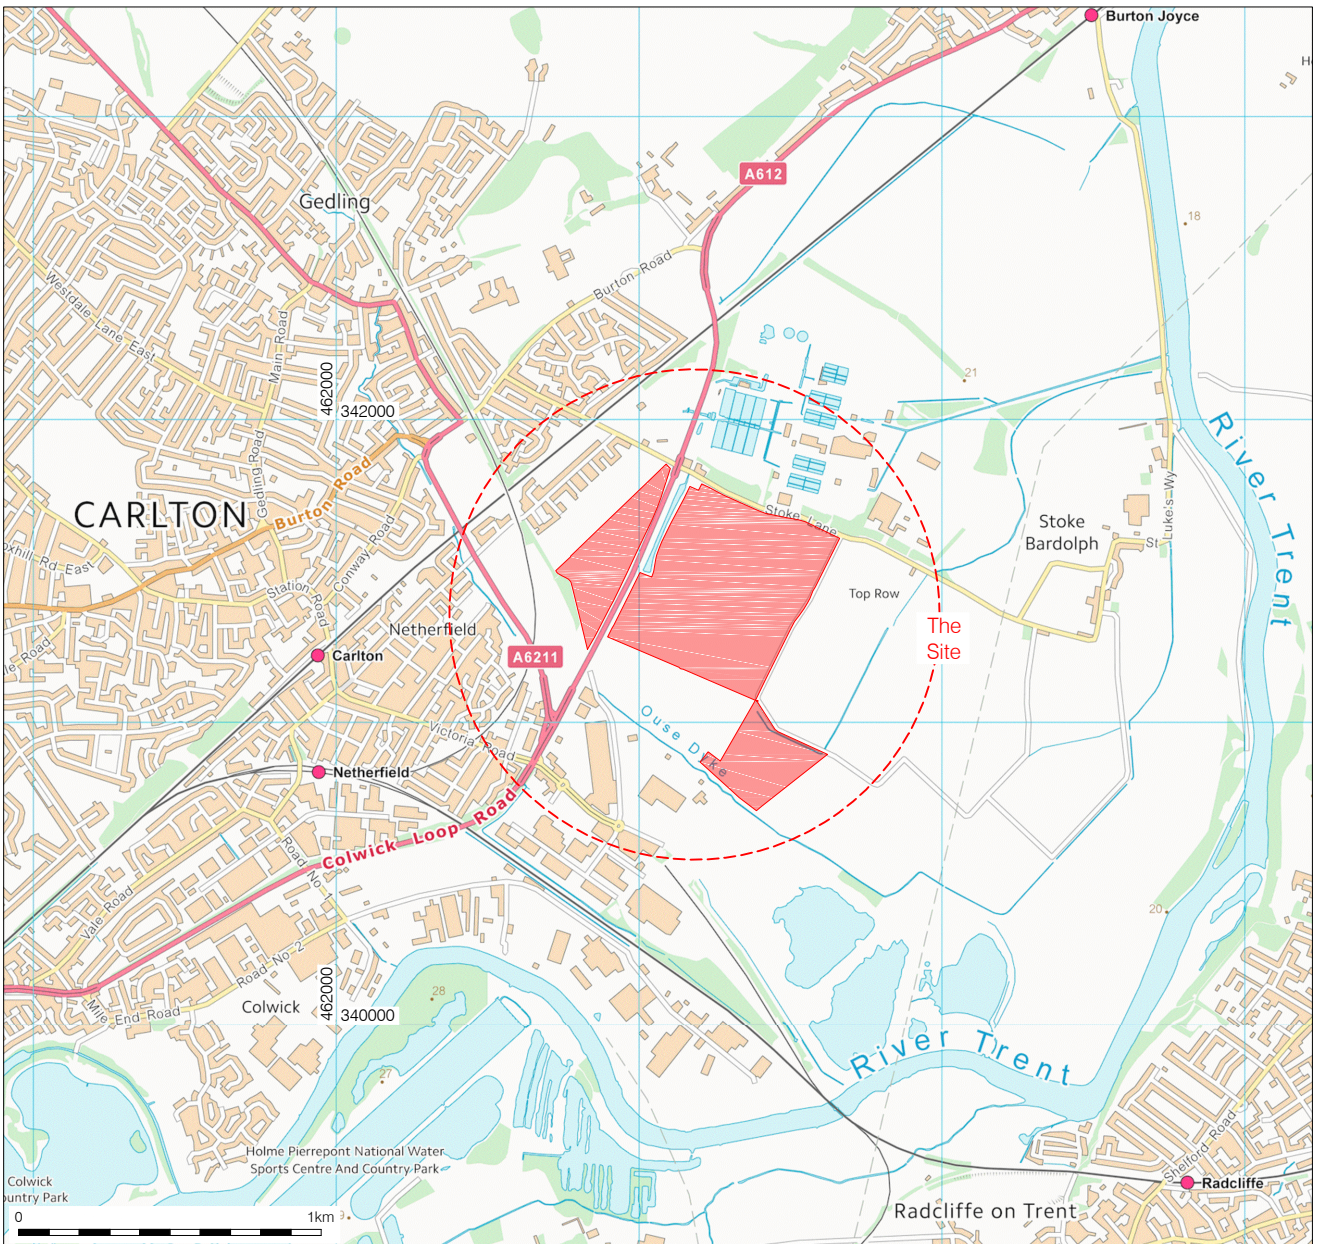 Burton Joyce
A612
Gedling
18
Burton Road
Westdale Lane East
Main Road
462000
342000
21
River Trent
Gedling Road
CARLTON
Burton Road
Stoke Lane
Stoke
Bardolph
St
Luke's Wy
Conway Road
Station Road
Top Row
Netherfield
The
Site
Carlton
A6211
le Road
Ouse Dyke
Victoria Road
Netherfield
Colwick Loop Road
Road No 1
Vale Road
20
Road No 2
462000
340000
28
Colwick
Mile End Road
River Trent
27
Holme Pierrepont National Water
Sports Centre And Country Park
Shelford Road
Colwick
ountry Park
Radcliffe
Radcliffe on Trent
0
1km